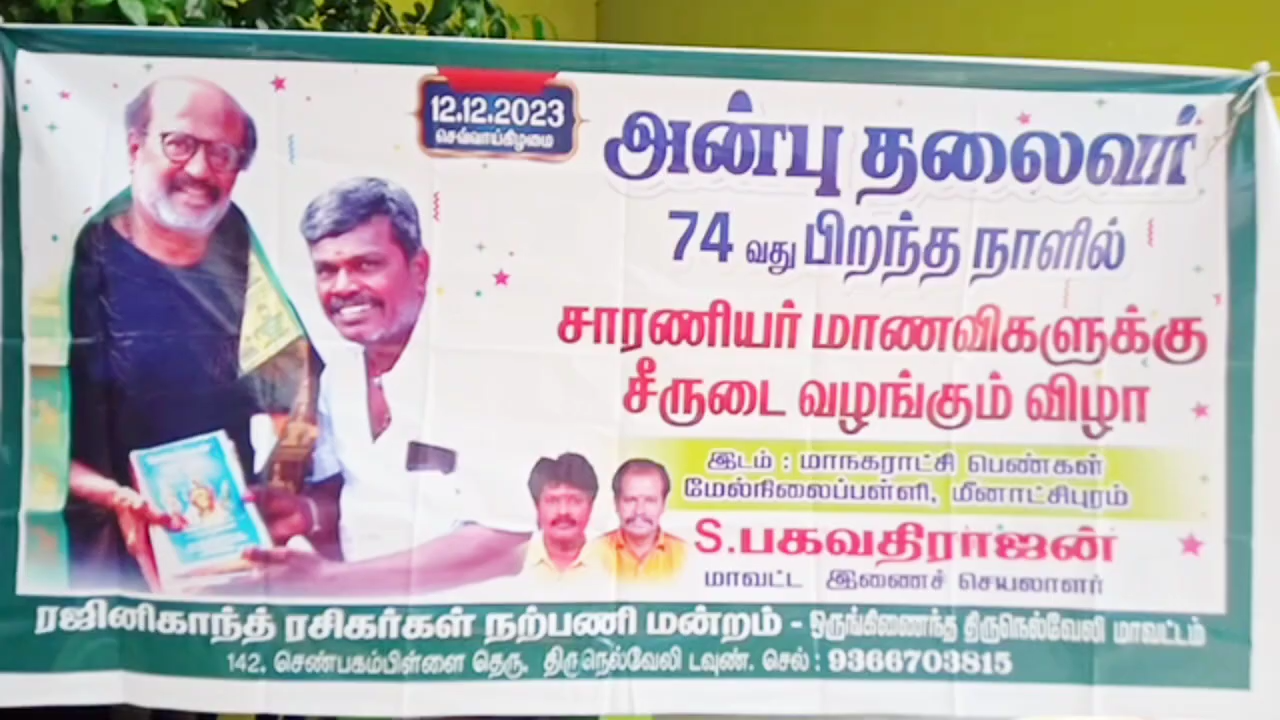 12.12.2023
செவ்வாய்கிழமை
அன்பு தலைவர்
74 வது பிறந்த நாளில்
சாரணியர் மாணவிகளுக்கு
சீருடை வழங்கும் விழா
இடம் : மாநகராட்சி பெண்கள்
மேல்நிலைப்பள்ளி, மீனாட்சிபுரம்
S.பகவதிராஜன்
மாவட்ட இணைச் செயலாளர்
ரஜினிகாந்த் ரசிகர்கள் நற்பணி மன்றம் - ஒருங்கிணைந்த திருநெல்வேலி மாவட்டம்
142, செண்பகம்பிள்ளை தெரு, திருநெல்வேலி டவுண். செல் : 9366703815